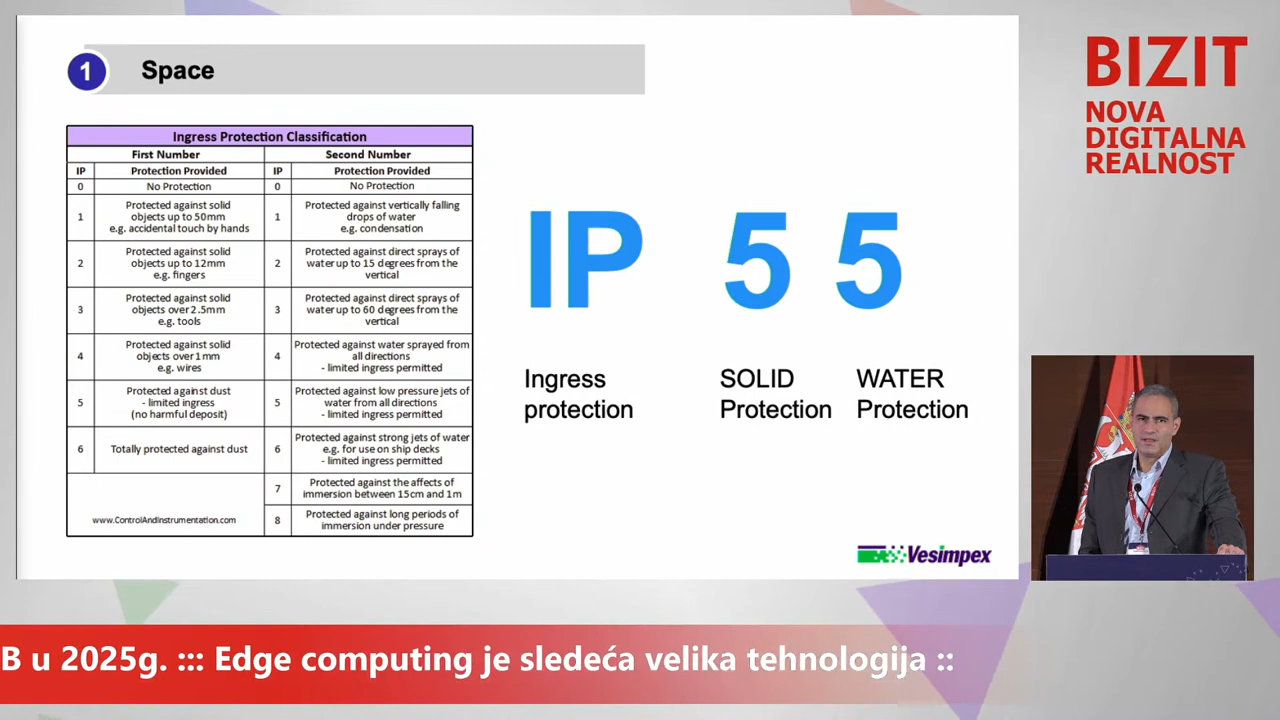 1 Space
Ingress Protection Classification
First Number Second Number
IP Protection Provided IP Protection Provided
0 No Protection 0 No Protection
1 Protected against solid objects up to 50mm e.g. accidental touch by hands 1 Protected against vertically falling drops of water e.g. condensation
2 Protected against solid objects up to 12mm e.g. fingers 2 Protected against direct sprays of water up to 15 degrees from the vertical
3 Protected against solid objects over 2.5mm e.g. tools 3 Protected against direct sprays of water up to 60 degrees from the vertical
4 Protected against solid objects over 1mm e.g. wires 4 Protected against water sprayed from all directions - limited ingress permitted
5 Protected against dust - limited ingress (no harmful deposit) 5 Protected against low pressure jets of water from all directions - limited ingress permitted
6 Totally protected against dust 6 Protected against strong jets of water e.g. for use on ship decks - limited ingress permitted
7 Protected against the affects of immersion between 15cm and 1m
www.ControlAndinstrumentation.com 8 Protected against long periods of immersion under pressure
IP 5 5
Ingress protection
SOLID Protection
WATER Protection
Vesimpex
BIZIT
NOVA
DIGITALNA
REALNOST
B u 2025g. ::: Edge computing je sledeća velika tehnologija ::